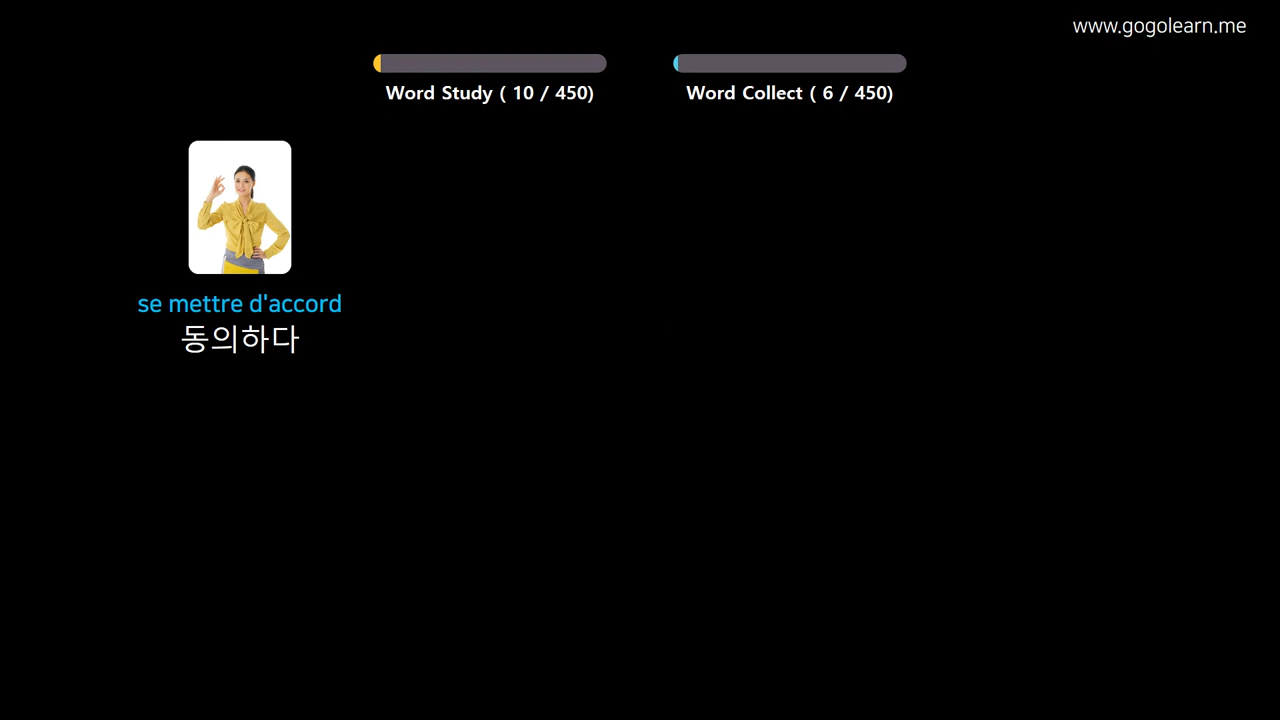 www.gogolearn.me
Word Study ( 10 / 450)
Word Collect ( 6 / 450)
se mettre d'accord
동의하다